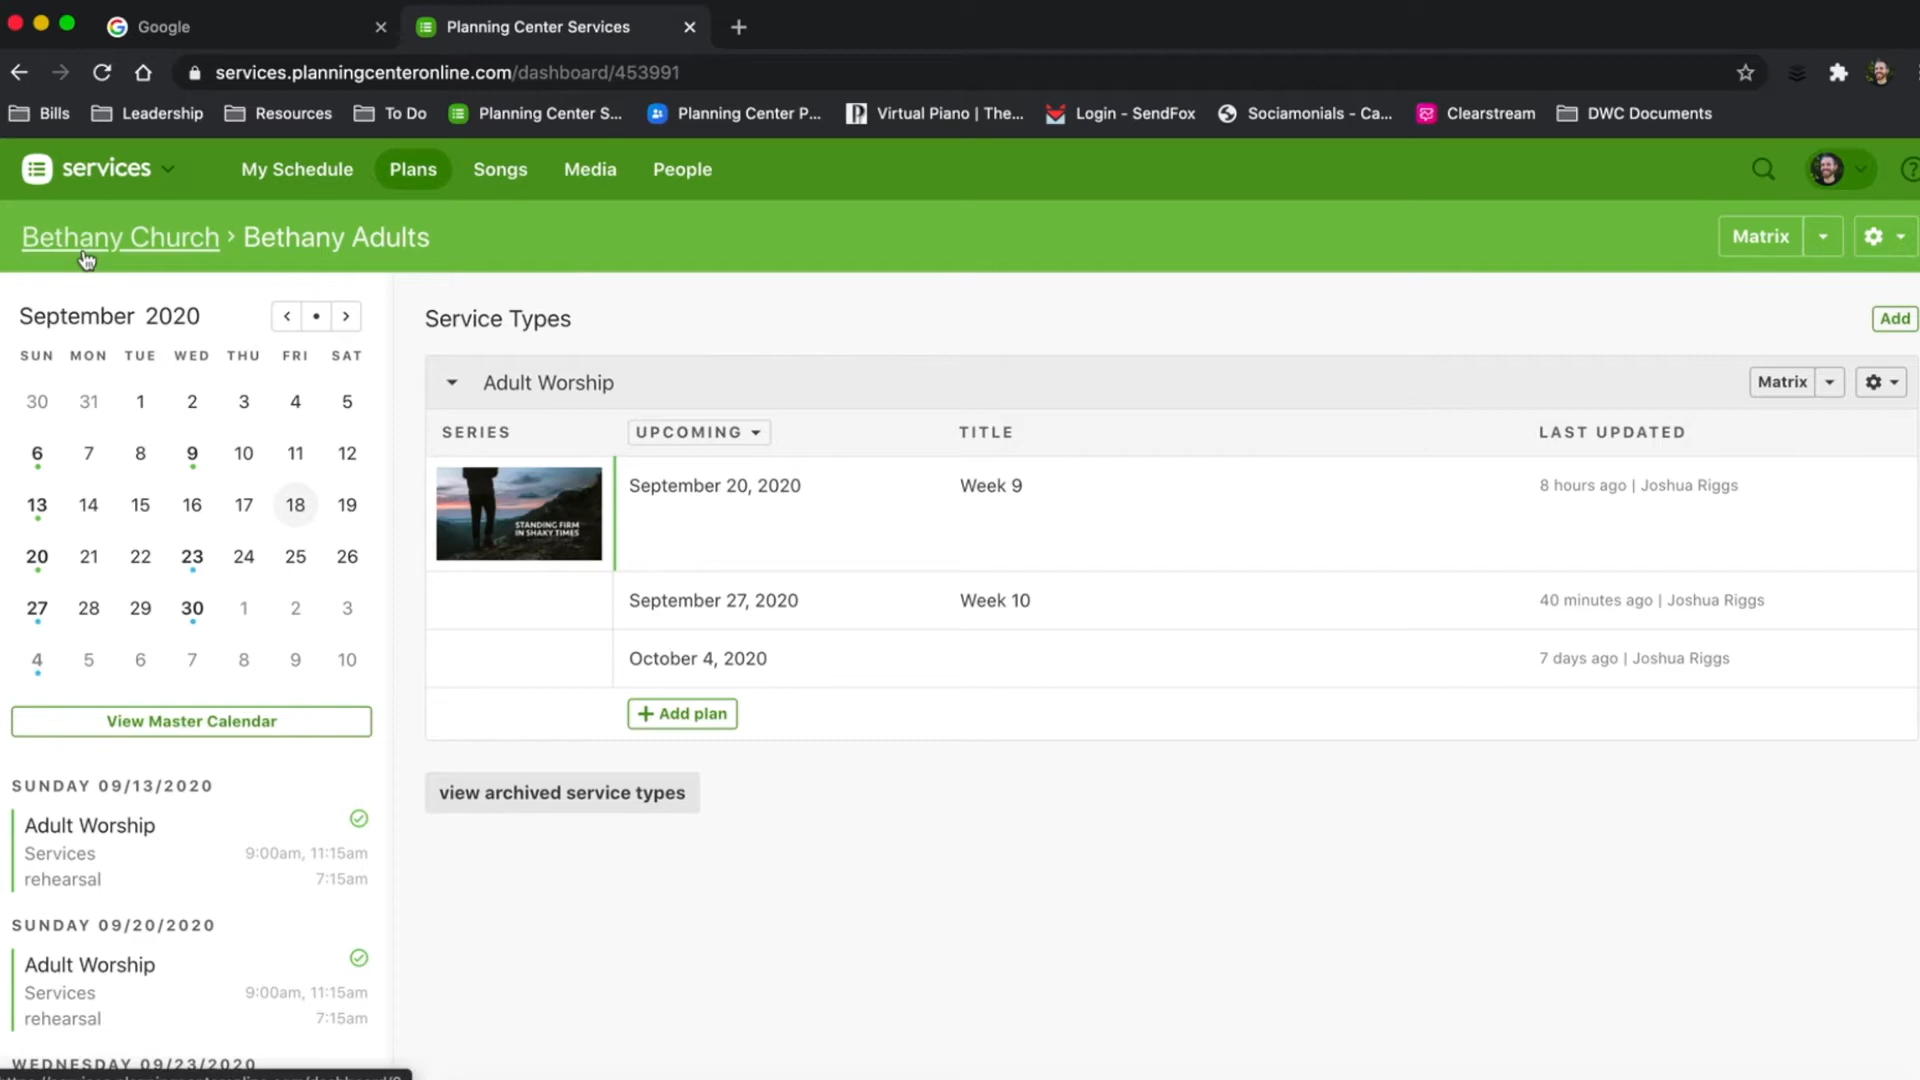 Google
Planning Center Services
services.planningcenteronline.com/dashboard/453991
Bills Leadership Resources To Do Planning Center S... Planning Center P... Virtual Piano | The... Login - SendFox Sociamonials - Ca... Clearstream DWC Documents
services My Schedule Plans Songs Media People
Bethany Church › Bethany Adults Matrix
September 2020
SUN MON TUE WED THU FRI SAT
30 31 1 2 3 4 5
6 7 8 9 10 11 12
13 14 15 16 17 18 19
20 21 22 23 24 25 26
27 28 29 30 1 2 3
4 5 6 7 8 9 10
View Master Calendar
SUNDAY 09/13/2020
Adult Worship
Services 9:00am, 11:15am
rehearsal 7:15am
SUNDAY 09/20/2020
Adult Worship
Services 9:00am, 11:15am
rehearsal 7:15am
WEDNESDAY 09/23/2020
Service Types Add
Adult Worship Matrix
SERIES UPCOMING TITLE LAST UPDATED
STANDING FIRM
IN SHAKY TIMES
September 20, 2020 Week 9 8 hours ago | Joshua Riggs
September 27, 2020 Week 10 40 minutes ago | Joshua Riggs
October 4, 2020 7 days ago | Joshua Riggs
+ Add plan
view archived service types